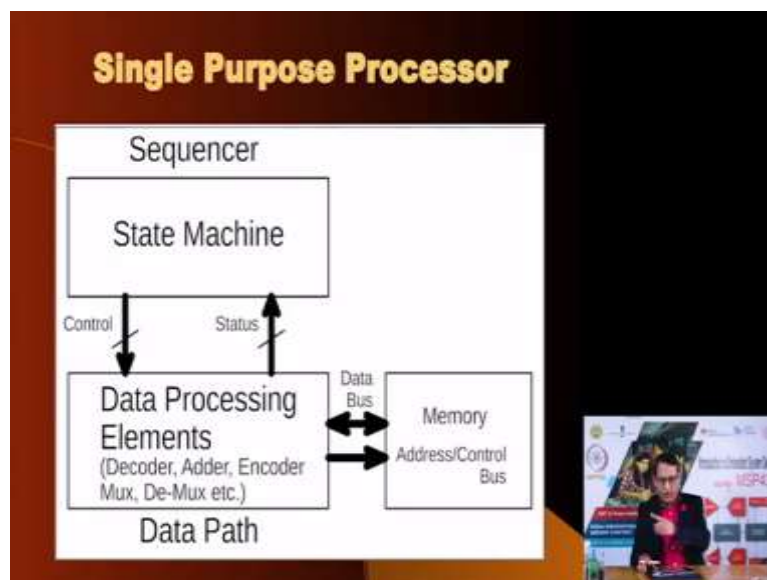 Single Purpose Processor
Sequencer
State Machine
Control
Status
Data Processing
Elements
(Decoder, Adder, Encoder
Mux, De-Mux etc.)
Data Path
Data
Bus
Memory
Address/Control
Bus
MSP43